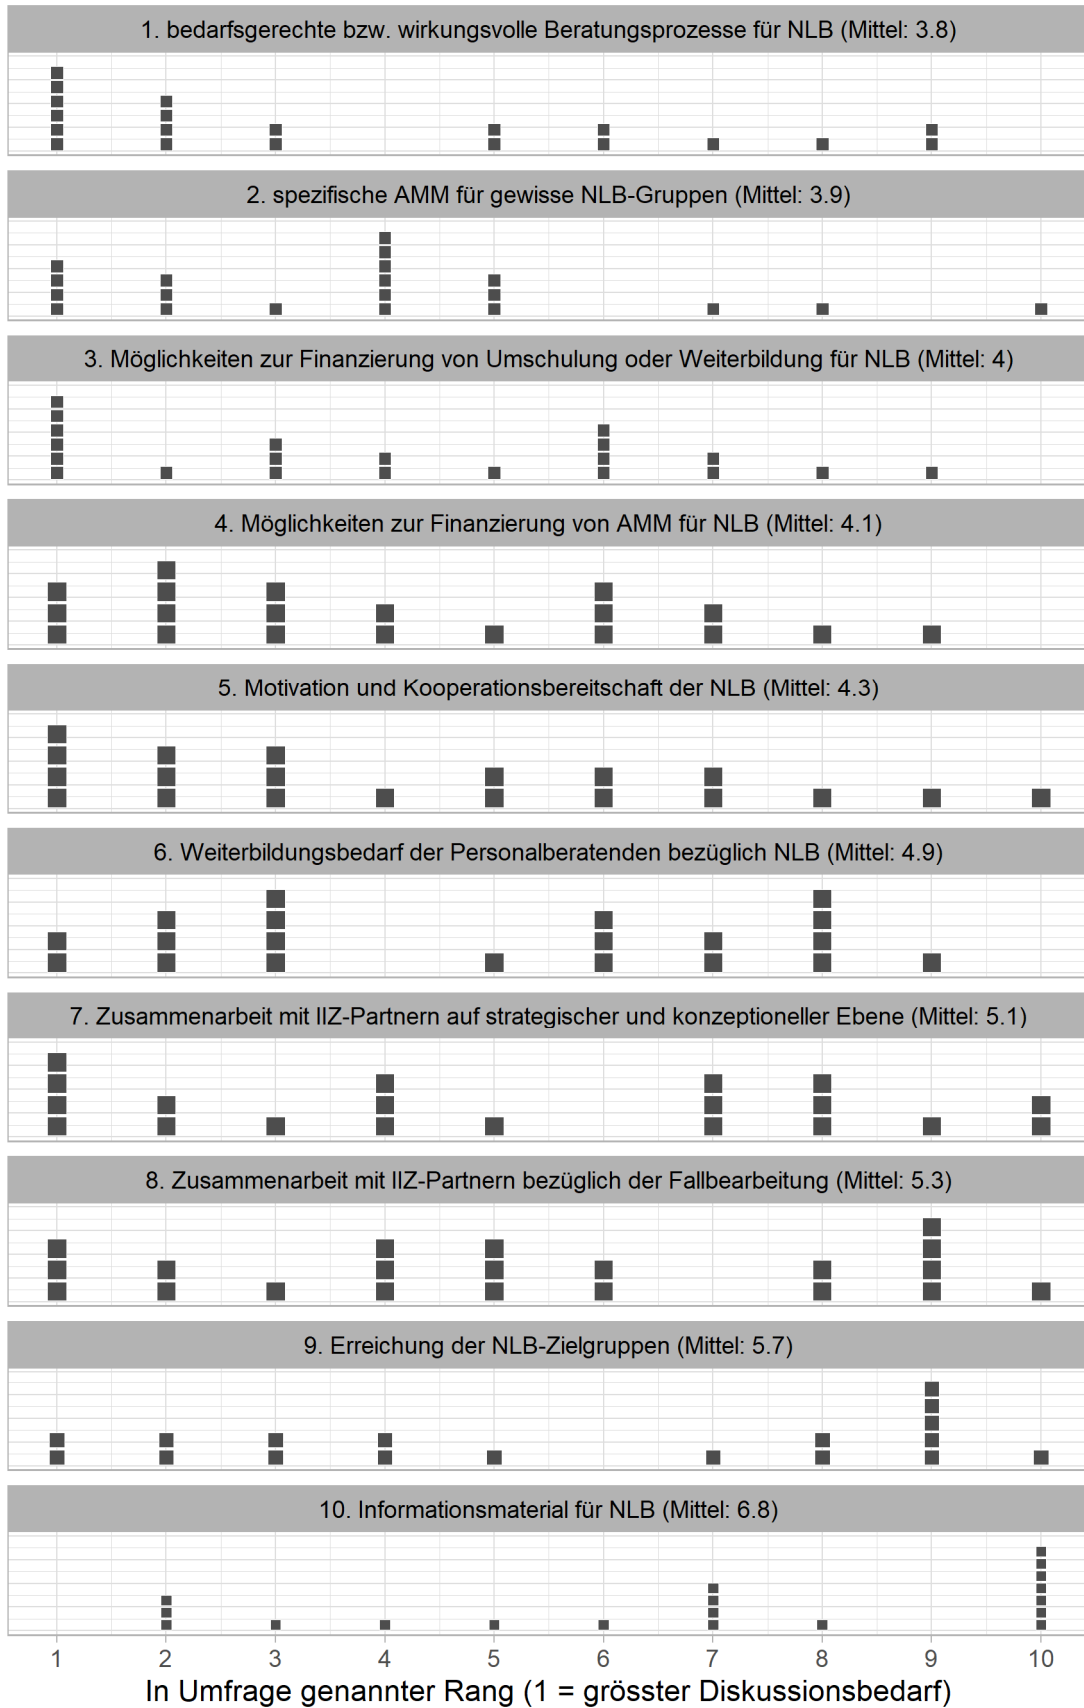 1. bedarfsgerechte bzw. wirkungsvolle Beratungsprozesse für NLB (Mittel: 3.8)
2. spezifische AMM für gewisse NLB-Gruppen (Mittel: 3.9)
3. Möglichkeiten zur Finanzierung von Umschulung oder Weiterbildung für NLB (Mittel: 4)
4. Möglichkeiten zur Finanzierung von AMM für NLB (Mittel: 4.1)
5. Motivation und Kooperationsbereitschaft der NLB (Mittel: 4.3)
6. Weiterbildungsbedarf der Personalberatenden bezüglich NLB (Mittel: 4.9)
7. Zusammenarbeit mit IIZ-Partnern auf strategischer und konzeptioneller Ebene (Mittel: 5.1)
8. Zusammenarbeit mit IIZ-Partnern bezüglich der Fallbearbeitung (Mittel: 5.3)
9. Erreichung der NLB-Zielgruppen (Mittel: 5.7)
10. Informationsmaterial für NLB (Mittel: 6.8)
1 2 3 4 5 6 7 8 9 10
In Umfrage genannter Rang (1 = grösster Diskussionsbedarf)